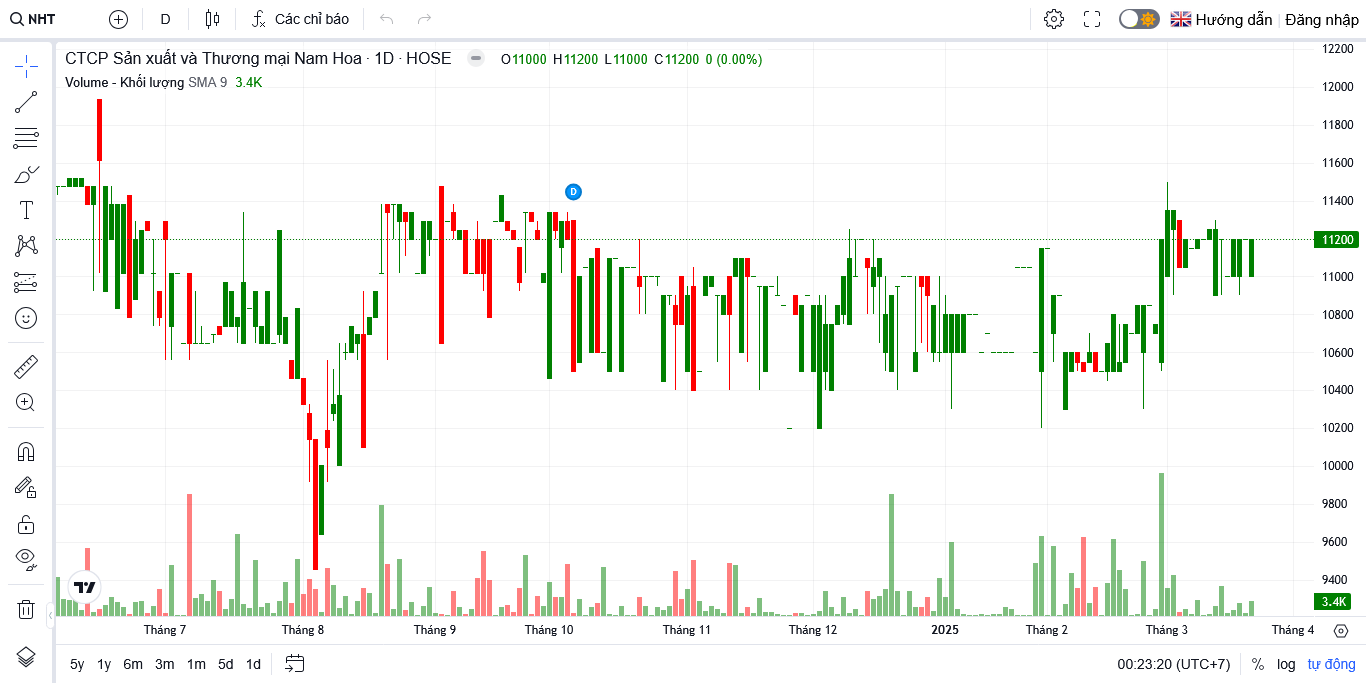 NHT D Các chỉ báo Hướng dẫn Đăng nhập
CTCP Sản xuất và Thương mại Nam Hoa · 1D · HOSE O11000 H11200 L11000 C11200 0 (0.00%)
Volume - Khối lượng SMA 9 3.4K
D
12200
12000
11800
11600
11400
11200
11000
10800
10600
10400
10200
10000
9800
9600
9400
3.4K
Tháng 7 Tháng 8 Tháng 9 Tháng 10 Tháng 11 Tháng 12 2025 Tháng 2 Tháng 3 Tháng 4
5y 1y 6m 3m 1m 5d 1d 00:23:20 (UTC+7) % log tự động